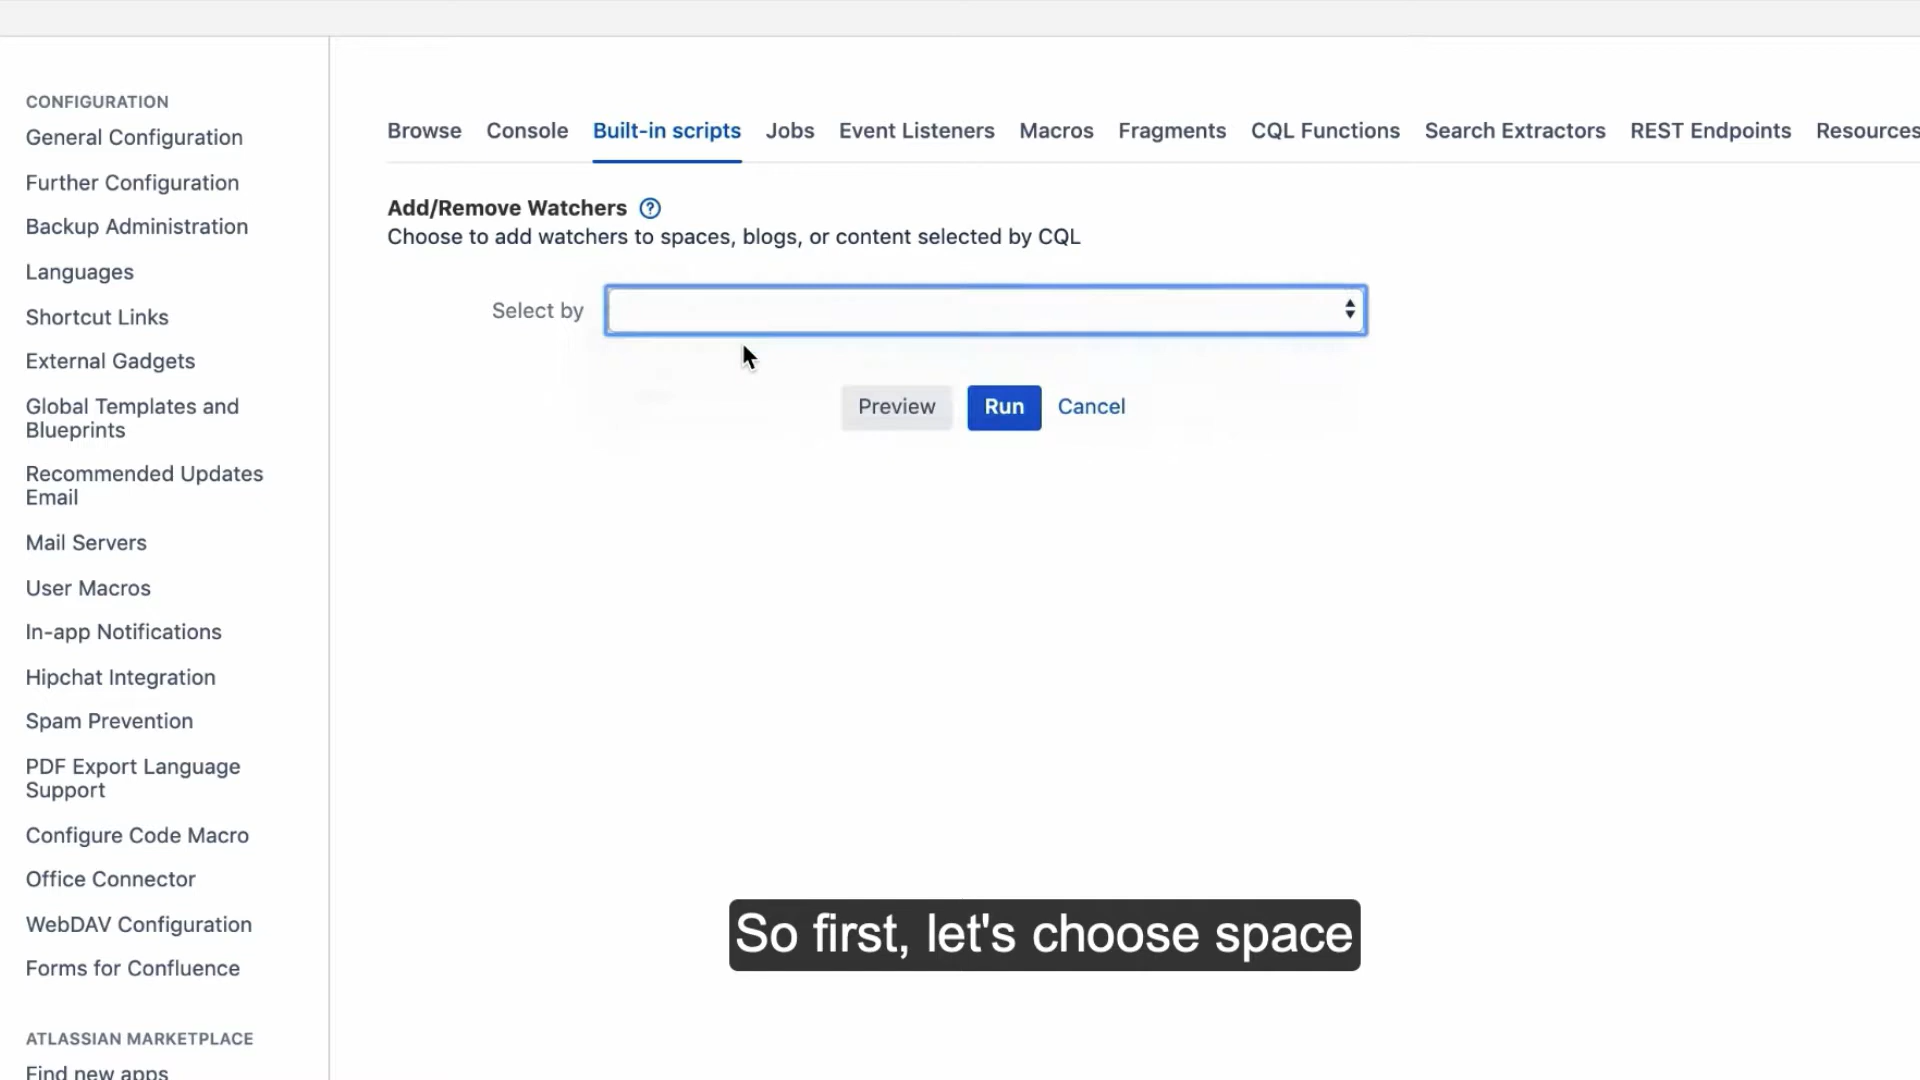 CONFIGURATION
General Configuration
Further Configuration
Backup Administration
Languages
Shortcut Links
External Gadgets
Global Templates and
Blueprints
Recommended Updates
Email
Mail Servers
User Macros
In-app Notifications
Hipchat Integration
Spam Prevention
PDF Export Language
Support
Configure Code Macro
Office Connector
WebDAV Configuration
Forms for Confluence
ATLASSIAN MARKETPLACE
Find new apps
Browse Console Built-in scripts Jobs Event Listeners Macros Fragments CQL Functions Search Extractors REST Endpoints Resources
Add/Remove Watchers ?
Choose to add watchers to spaces, blogs, or content selected by CQL
Select by
Preview Run Cancel
So first, let's choose space